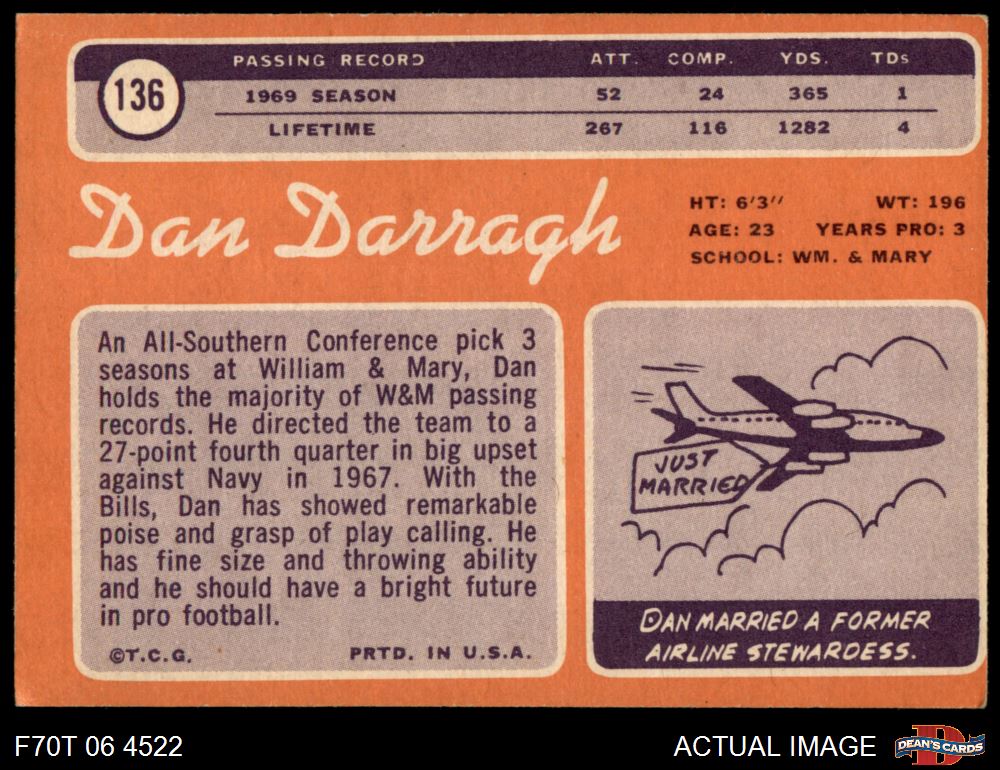 136
PASSING RECORD ATT. COMP. YDS. TDs
1969 SEASON 52 24 365 1
LIFETIME 267 116 1282 4
Dan Darragh
HT: 6'3" WT: 196
AGE: 23 YEARS PRO: 3
SCHOOL: WM. & MARY
An All-Southern Conference pick 3
seasons at William & Mary, Dan
holds the majority of W&M passing
records. He directed the team to a
27-point fourth quarter in big upset
against Navy in 1967. With the
Bills, Dan has showed remarkable
poise and grasp of play calling. He
has fine size and throwing ability
and he should have a bright future
in pro football.
©T.C.G. PRTD. IN U.S.A.
JUST
MARRIED
DAN MARRIED A FORMER
AIRLINE STEWARDESS.
F70T 06 4522
ACTUAL IMAGE
D
DEAN'S CARDS